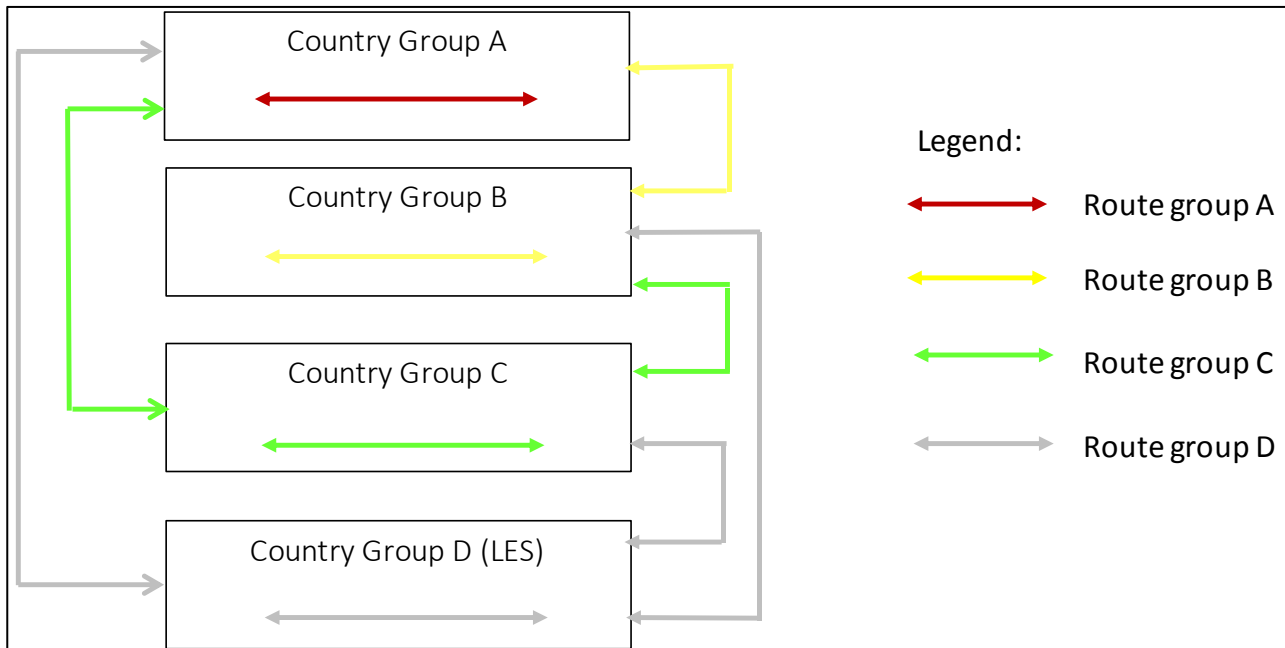 Country Group A
Country Group B
Country Group C
Country Group D (LES)
Legend:
Route group A
Route group B
Route group C
Route group D